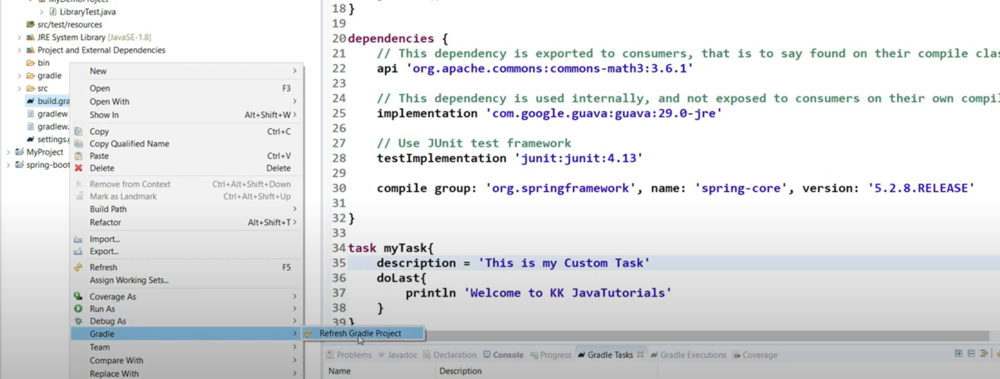 MyDemoProject
LibraryTest.java
src/test/resources
JRE System Library [JavaSE-1.8]
Project and External Dependencies
bin
gradle
src
build.gra
gradlew
gradlew.
settings.g
MyProject
spring-boot
New
Open F3
Open With
Show In Alt+Shift+W
Copy Ctrl+C
Copy Qualified Name
Paste Ctrl+V
Delete Delete
Remove from Context Ctrl+Alt+Shift+Down
Mark as Landmark Ctrl+Alt+Shift+Up
Build Path
Refactor Alt+Shift+T
Import...
Export...
Refresh F5
Assign Working Sets...
Coverage As
Run As
Debug As
Gradle
Team
Compare With
Replace With
Refresh Gradle Project
18 }
19
20 dependencies {
21 // This dependency is exported to consumers, that is to say found on their compile clas
22 api 'org.apache.commons:commons-math3:3.6.1'
23
24 // This dependency is used internally, and not exposed to consumers on their own compil
25 implementation 'com.google.guava:guava:29.0-jre'
26
27 // Use JUnit test framework
28 testImplementation 'junit:junit:4.13'
29
30 compile group: 'org.springframework', name: 'spring-core', version: '5.2.8.RELEASE'
31
32 }
33
34 task myTask{
35 description = 'This is my Custom Task'
36 doLast{
37 println 'Welcome to KK JavaTutorials'
38 }
39 }
Problems Javadoc Declaration Console Progress Gradle Tasks Gradle Executions Coverage
Name Description